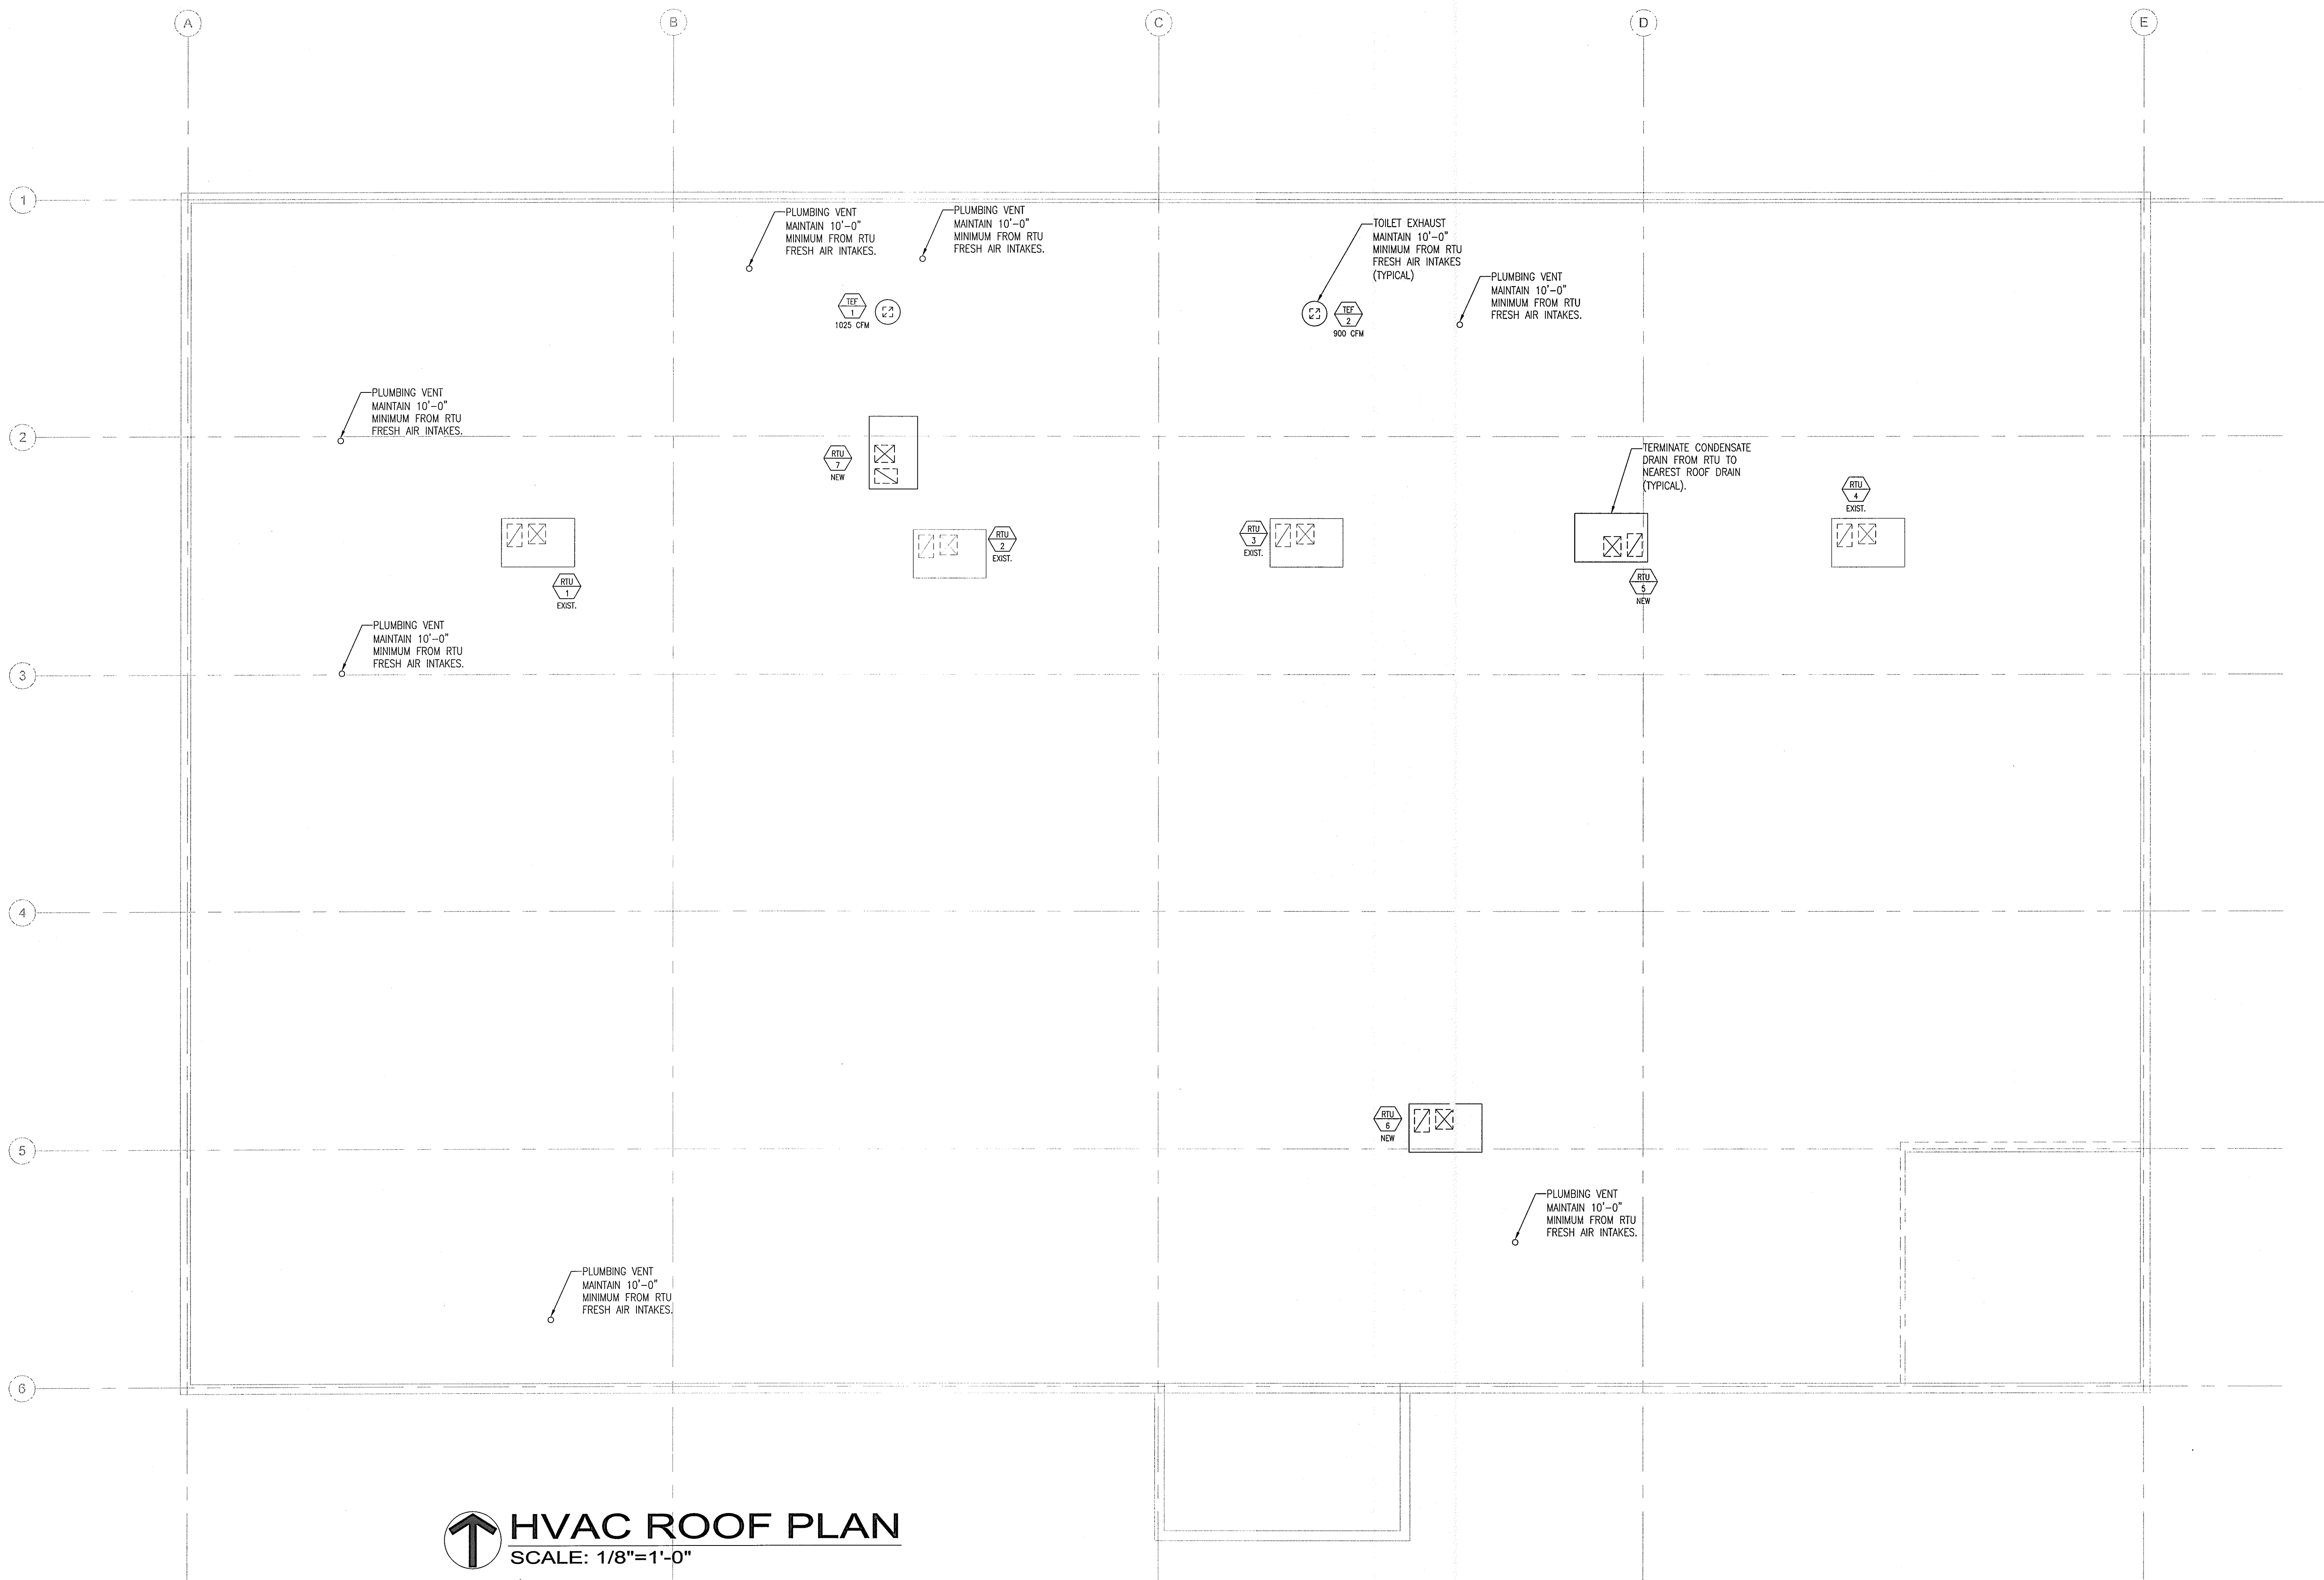 A
B
C
D
E
1
PLUMBING VENT
MAINTAIN 10'-0"
MINIMUM FROM RTU
FRESH AIR INTAKES.
PLUMBING VENT
MAINTAIN 10'-0"
MINIMUM FROM RTU
FRESH AIR INTAKES.
TOILET EXHAUST
MAINTAIN 10'-0"
MINIMUM FROM RTU
FRESH AIR INTAKES
(TYPICAL)
PLUMBING VENT
MAINTAIN 10'-0"
MINIMUM FROM RTU
FRESH AIR INTAKES.
TEF
1
1025 CFM
TEF
2
900 CFM
PLUMBING VENT
MAINTAIN 10'-0"
MINIMUM FROM RTU
FRESH AIR INTAKES.
2
RTU
7
NEW
TERMINATE CONDENSATE
DRAIN FROM RTU TO
NEAREST ROOF DRAIN
(TYPICAL).
RTU
4
EXIST.
RTU
2
EXIST.
RTU
3
EXIST.
RTU
1
EXIST.
RTU
5
NEW
PLUMBING VENT
MAINTAIN 10'-0"
MINIMUM FROM RTU
FRESH AIR INTAKES.
3
4
RTU
6
NEW
5
PLUMBING VENT
MAINTAIN 10'-0"
MINIMUM FROM RTU
FRESH AIR INTAKES.
PLUMBING VENT
MAINTAIN 10'-0"
MINIMUM FROM RTU
FRESH AIR INTAKES.
6
HVAC ROOF PLAN
SCALE: 1/8"=1'-0"